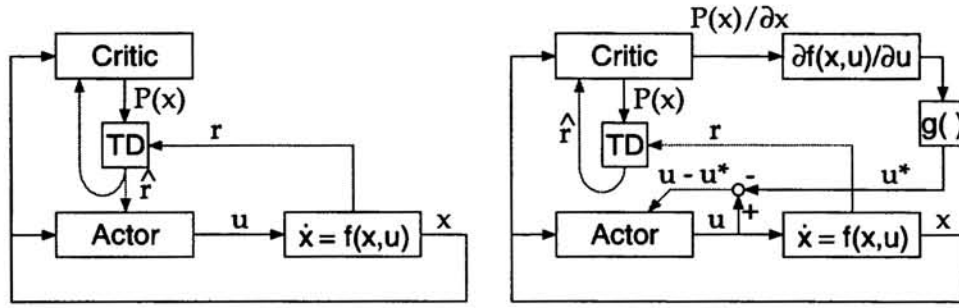 Critic
P(x)
TD
r
r̂
Actor
u
ẋ = f(x,u)
x
P(x)/∂x
Critic
∂f(x,u)/∂u
P(x)
g( )
r̂
TD
r
u - u*
-
u*
Actor
u
+
ẋ = f(x,u)
x